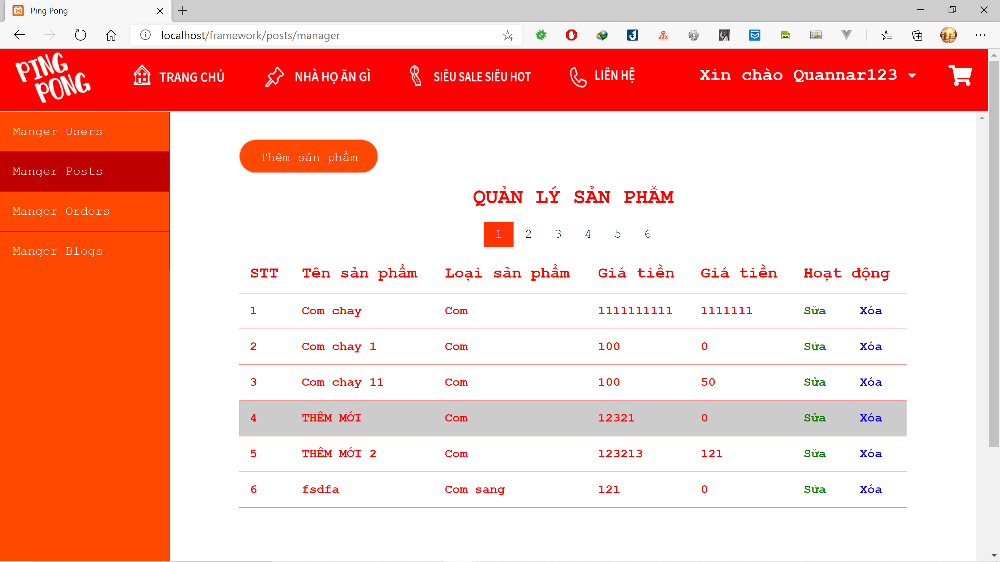 Ping Pong
localhost/framework/posts/manager
PING PONG
TRANG CHỦ
NHÀ HỌ ĂN GÌ
SIÊU SALE SIÊU HOT
LIÊN HỆ
Xin chào Quannar123
Manger Users
Manger Posts
Manger Orders
Manger Blogs
Thêm sản phẩm
QUẢN LÝ SẢN PHẨM
1 2 3 4 5 6
STT Tên sản phẩm Loại sản phẩm Giá tiền Giá tiền Hoạt động
1 Com chay Com 1111111111 1111111 Sửa Xóa
2 Com chay 1 Com 100 0 Sửa Xóa
3 Com chay 11 Com 100 50 Sửa Xóa
4 THÊM MỚI Com 12321 0 Sửa Xóa
5 THÊM MỚI 2 Com 123213 121 Sửa Xóa
6 fsdfa Com sang 121 0 Sửa Xóa